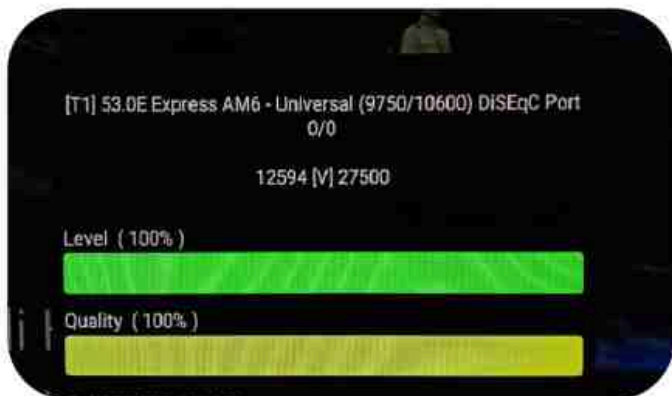 [T1] 53.0E Express AM6 - Universal (9750/10600) DiSEqC Port
0/0
12594 [V] 27500
Level ( 100% )
Quality ( 100% )